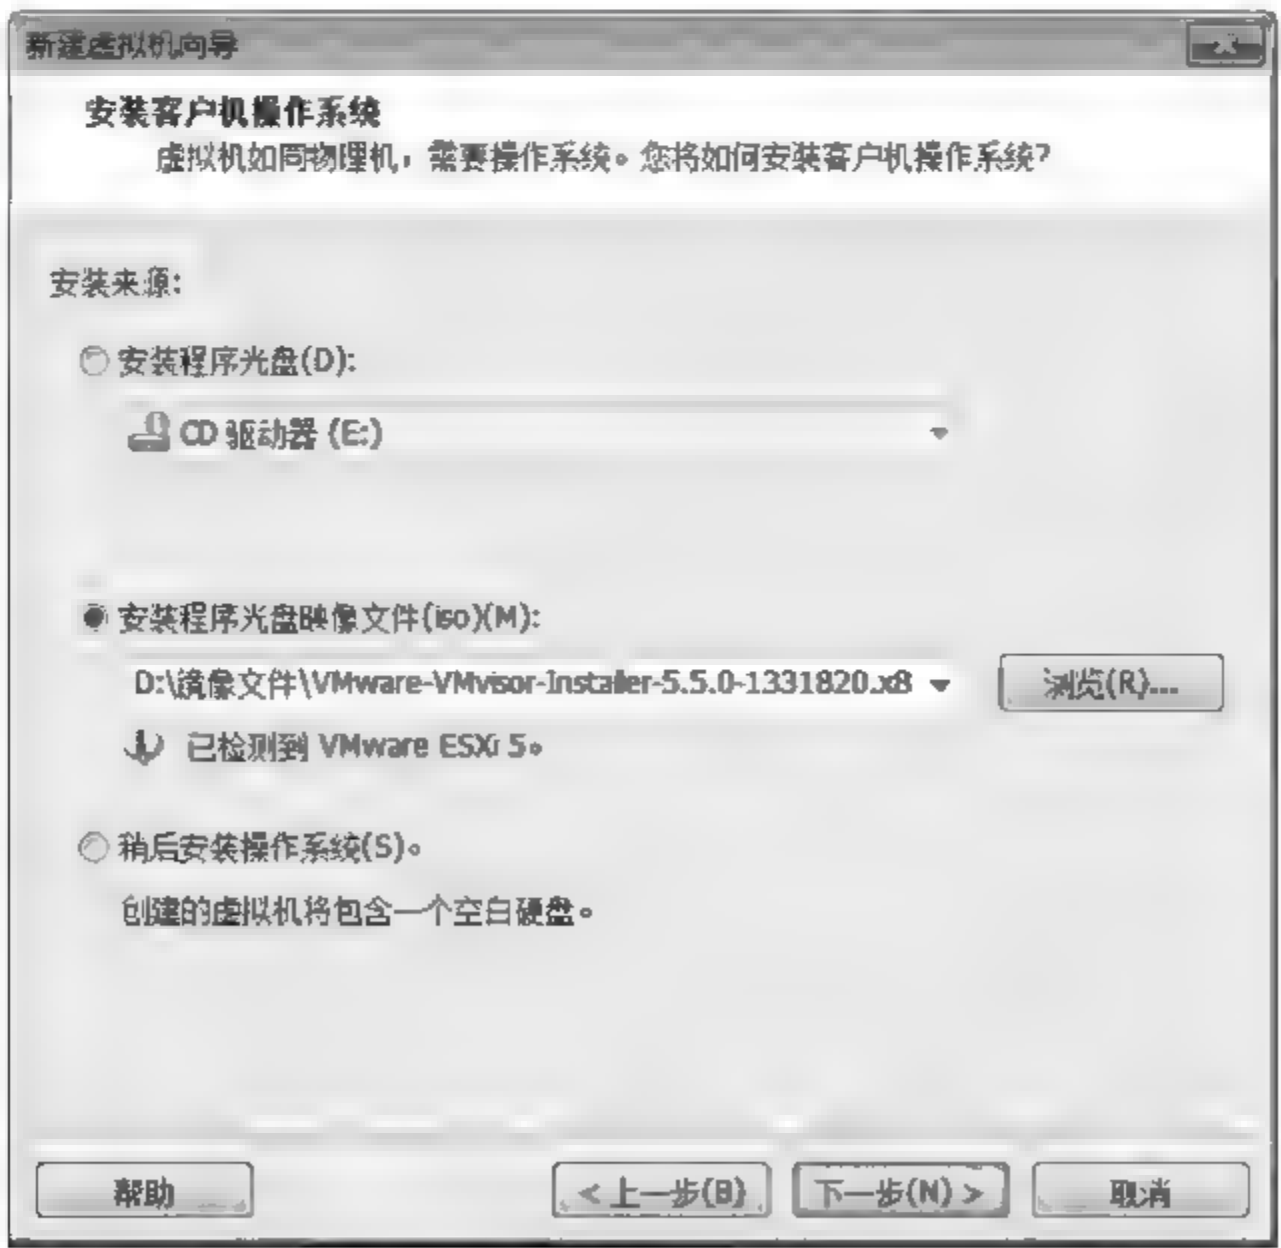 新建虚拟机向导
安装客户机操作系统
虚拟机如同物理机，需要操作系统。您将如何安装客户机操作系统?
安装来源:
安装程序光盘(D):
CD 驱动器 (E:)
安装程序光盘映像文件(iso)(M):
D:\镜像文件\VMware-VMvisor-Installer-5.5.0-1331820.x8
浏览(R)...
已检测到 VMware ESXi 5。
稍后安装操作系统(S)。
创建的虚拟机将包含一个空白硬盘。
帮助
< 上一步(B)
下一步(N) >
取消